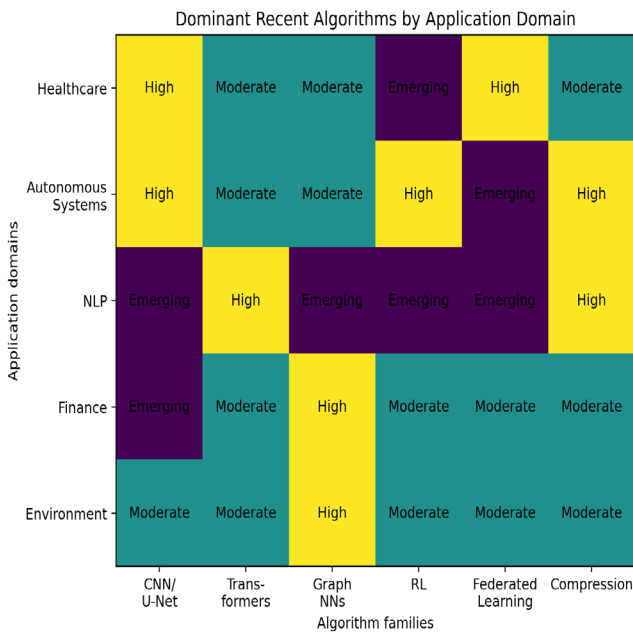 Dominant Recent Algorithms by Application Domain
Application domains
Healthcare High Moderate Moderate Emerging High Moderate
Autonomous
Systems High Moderate Moderate High Emerging High
NLP Emerging High Emerging Emerging Emerging High
Finance Emerging Moderate High Moderate Moderate Moderate
Environment Moderate Moderate High Moderate Moderate Moderate
CNN/ Trans- Graph RL Federated Compression
U-Net formers NNs Learning
Algorithm families